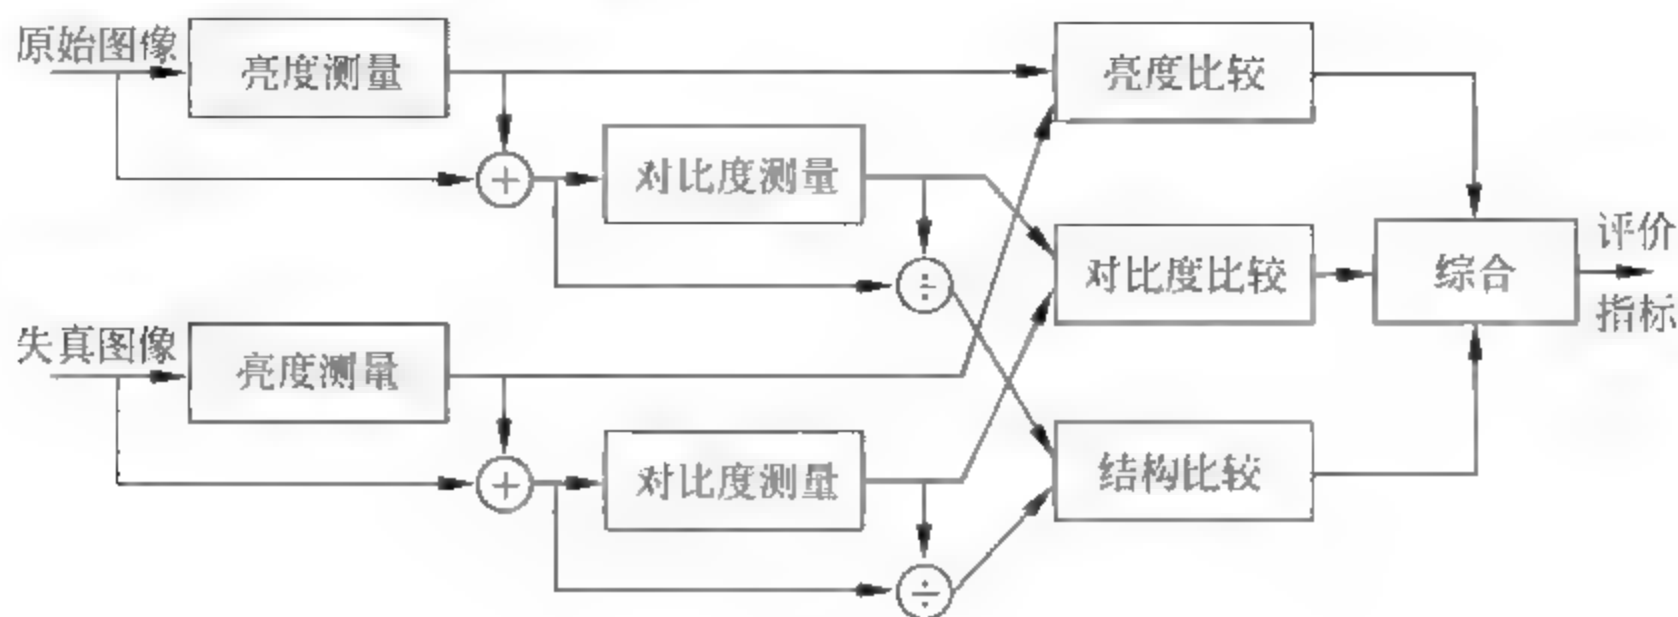 原始图像
亮度测量
亮度比较
+
对比度测量
÷
对比度比较
综合
评价
指标
失真图像
亮度测量
+
对比度测量
结构比较
÷